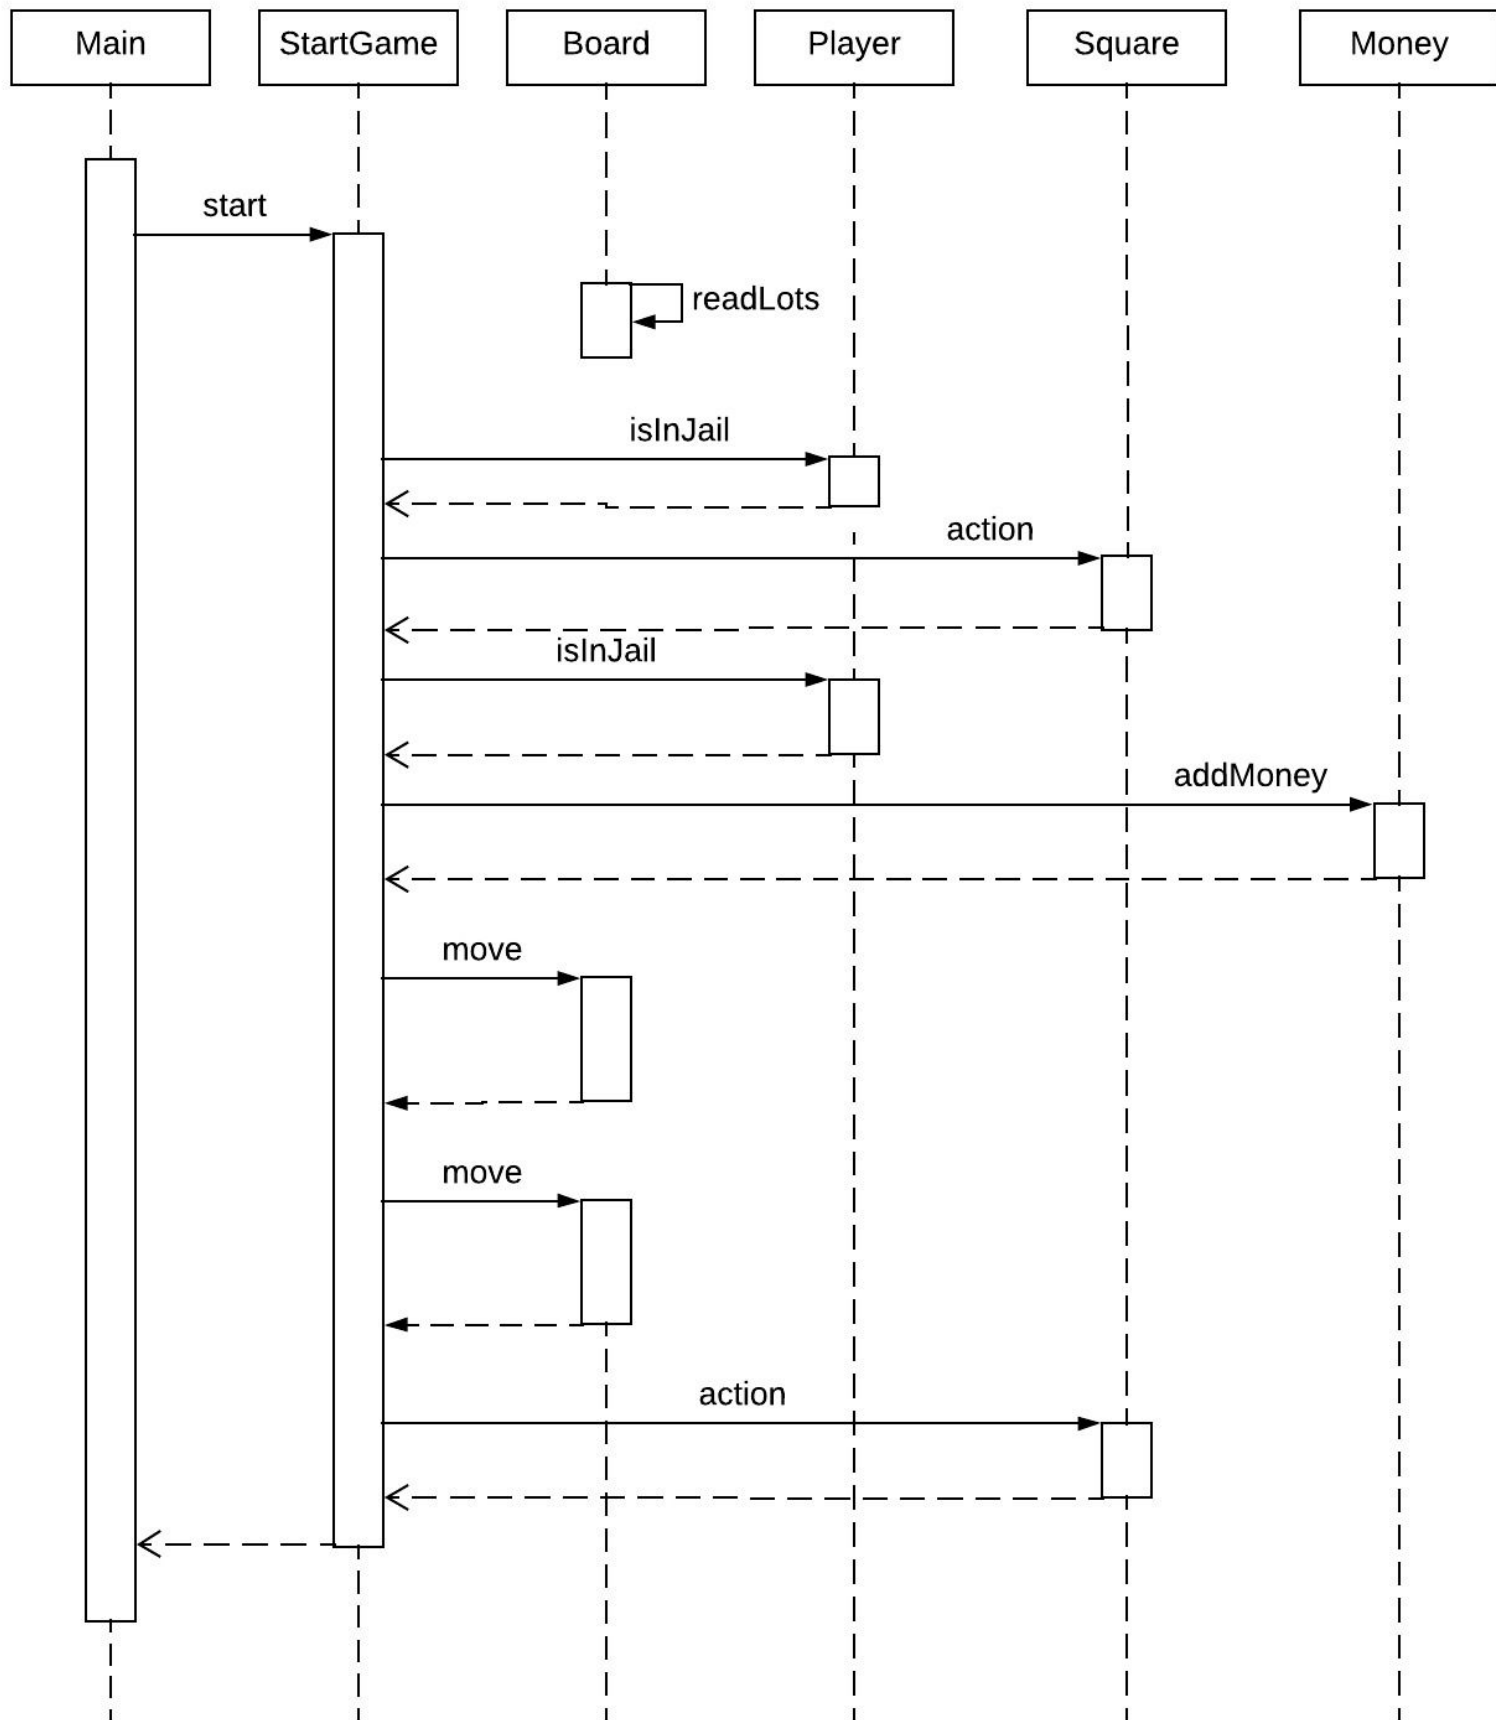 Main
StartGame
Board
Player
Square
Money
start
readLots
isInJail
action
isInJail
addMoney
move
move
action